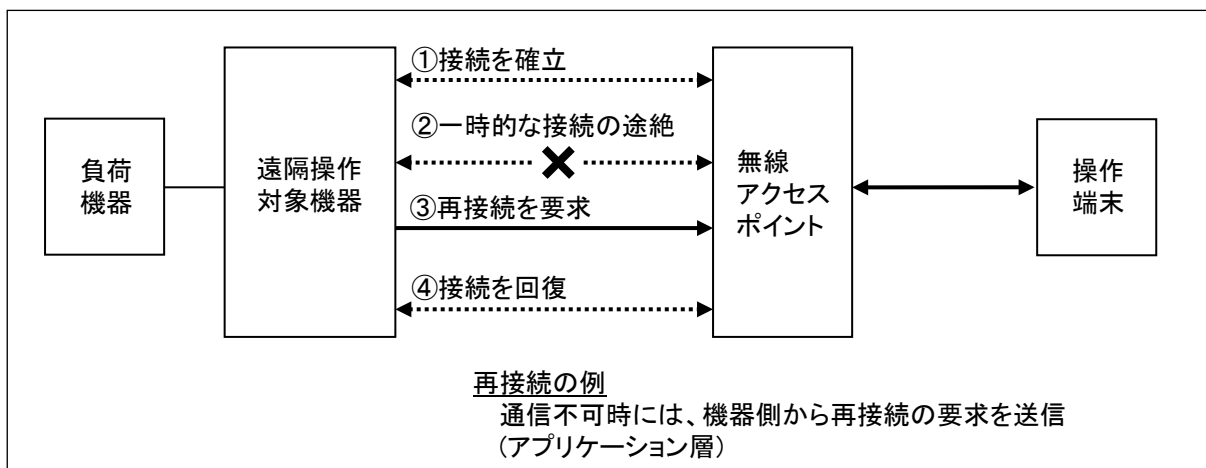 ①接続を確立
②一時的な接続の途絶
③再接続を要求
④接続を回復
負荷
機器
遠隔操作
対象機器
無線
アクセス
ポイント
操作
端末
再接続の例
通信不可時には、機器側から再接続の要求を送信
(アプリケーション層)